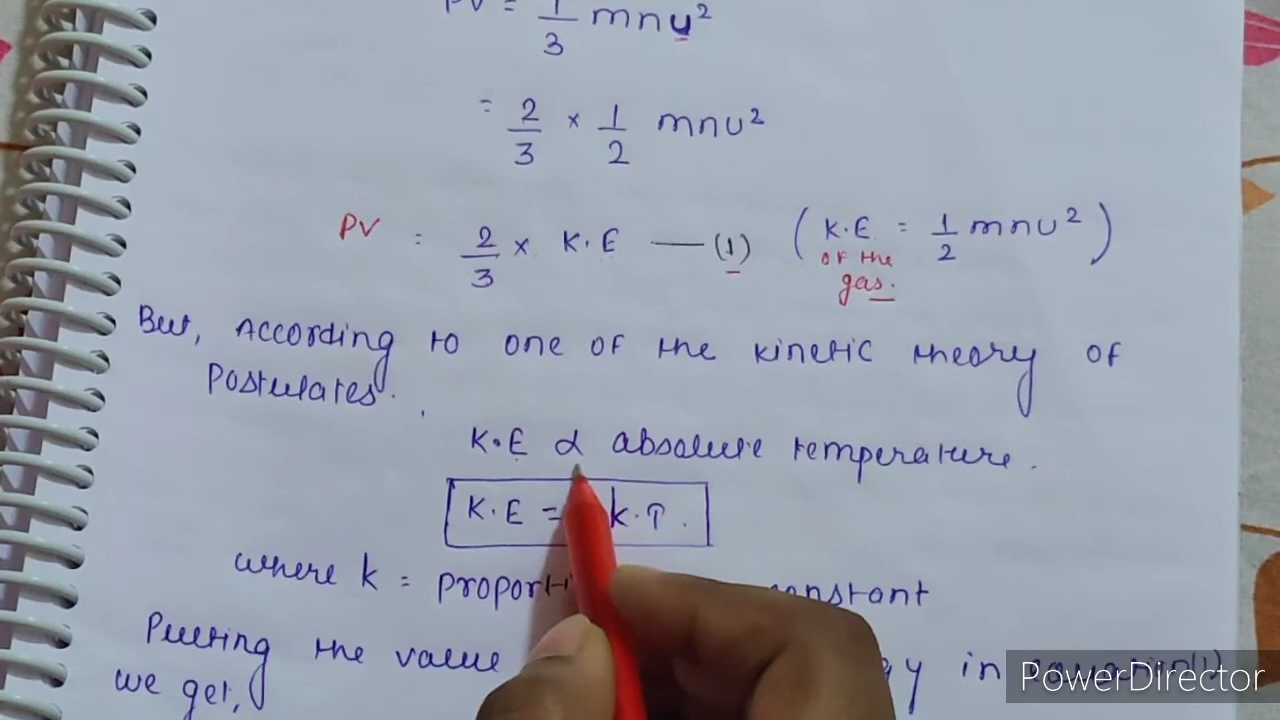 PV = 1/3 mnu²
= 2/3 × 1/2 mnu²
PV = 2/3 × K.E —(1) (K.E = 1/2 mnu²)
of the
gas.
But, According to one of the kinetic theory of
Postulates.
K.E α absolute temperature.
K.E = k.T.
where k = constant
Putting the value in equation(1)
we get,
PowerDirector